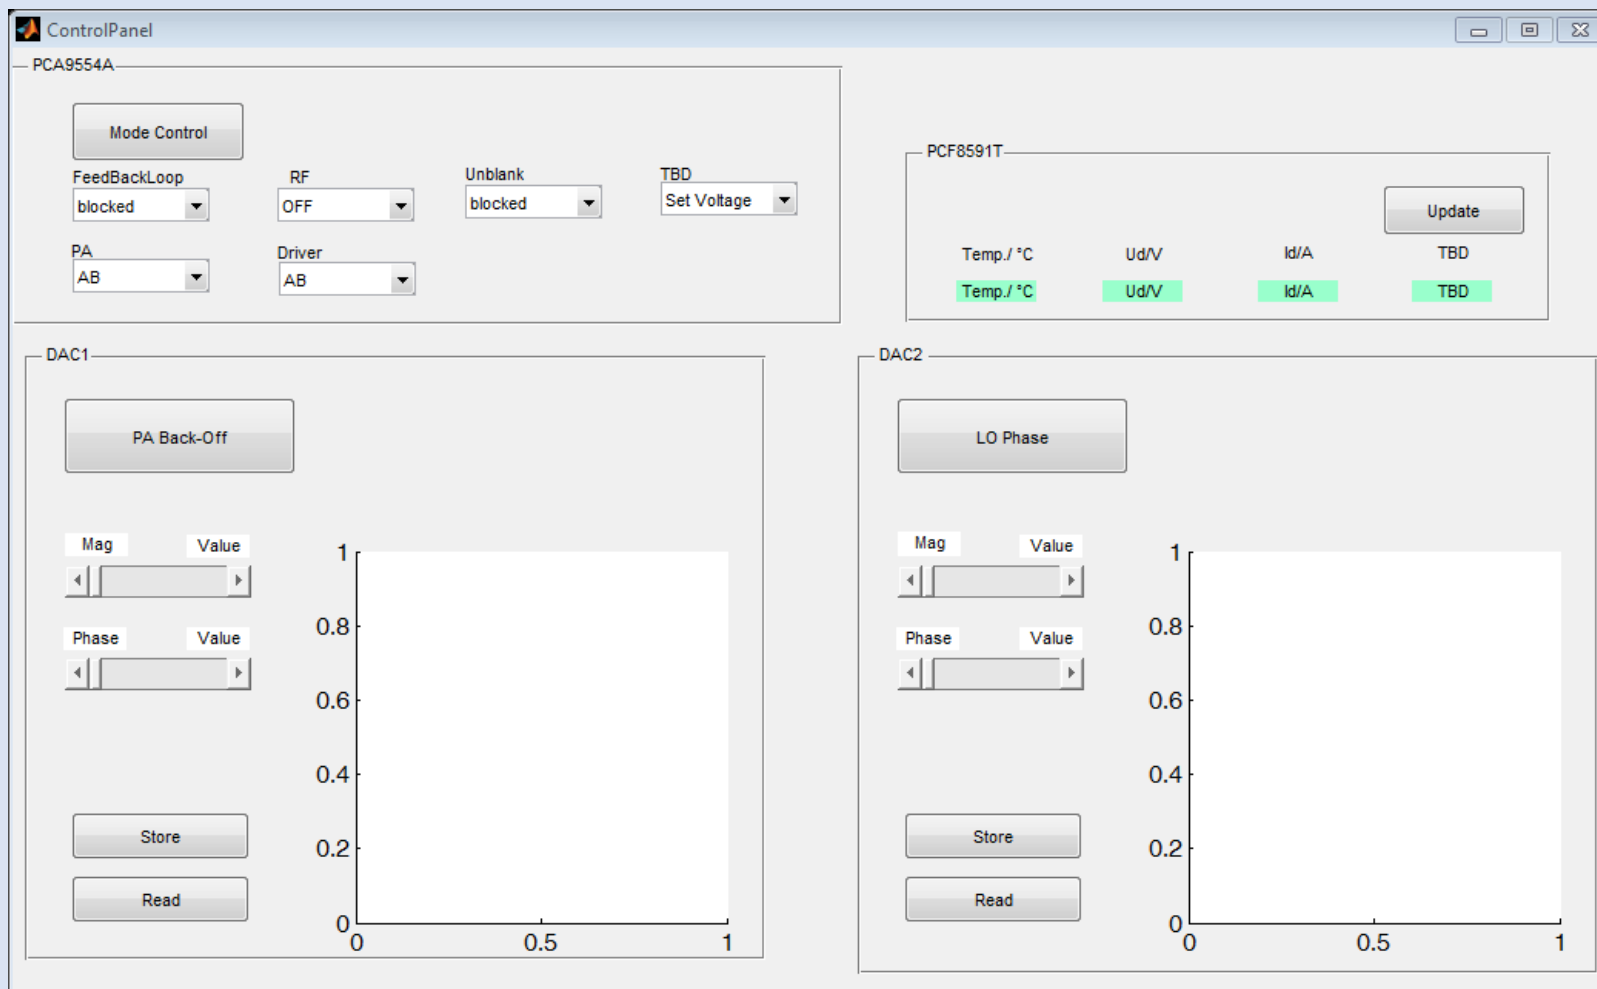 ControlPanel
PCA9554A
Mode Control
FeedBackLoop RF Unblank TBD
blocked OFF blocked Set Voltage
PA Driver
AB AB
PCF8591T
Update
Temp./ °C Ud/V Id/A TBD
Temp./ °C Ud/V Id/A TBD
DAC1
PA Back-Off
Mag Value
Phase Value
Store
Read
1
0.8
0.6
0.4
0.2
0
0 0.5 1
DAC2
LO Phase
Mag Value
Phase Value
Store
Read
1
0.8
0.6
0.4
0.2
0
0 0.5 1